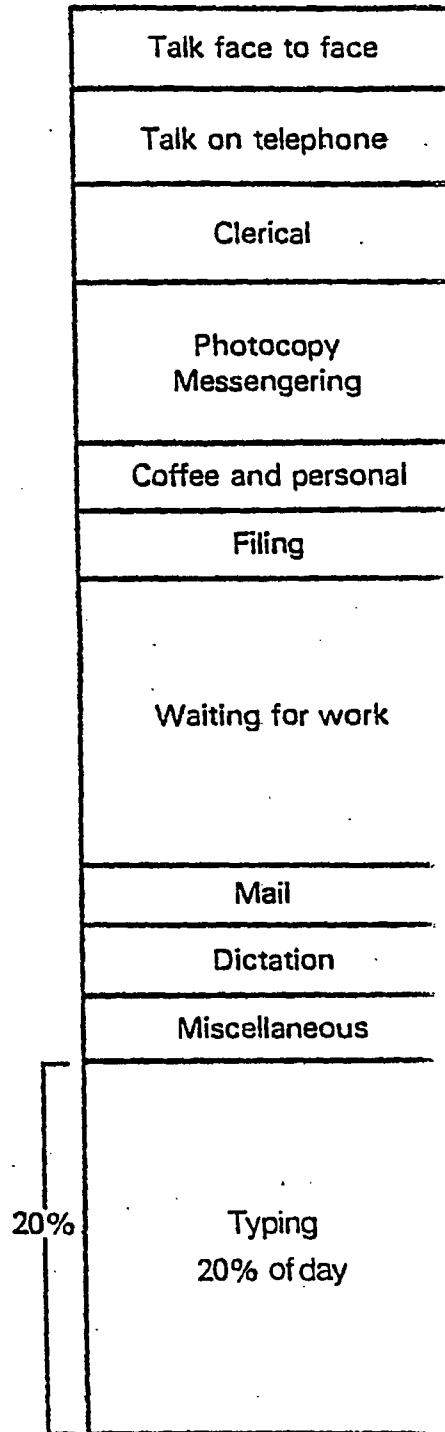 Talk face to face
Talk on telephone
Clerical
Photocopy
Messengering
Coffee and personal
Filing
Waiting for work
Mail
Dictation
Miscellaneous
20%
Typing
20% of day